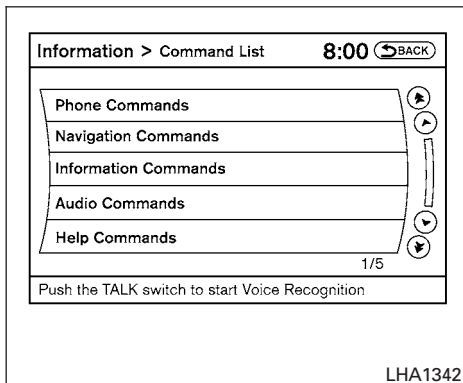 Information > Command List 8:00 BACK
Phone Commands
Navigation Commands
Information Commands
Audio Commands
Help Commands
1/5
Push the TALK switch to start Voice Recognition
LHA1342